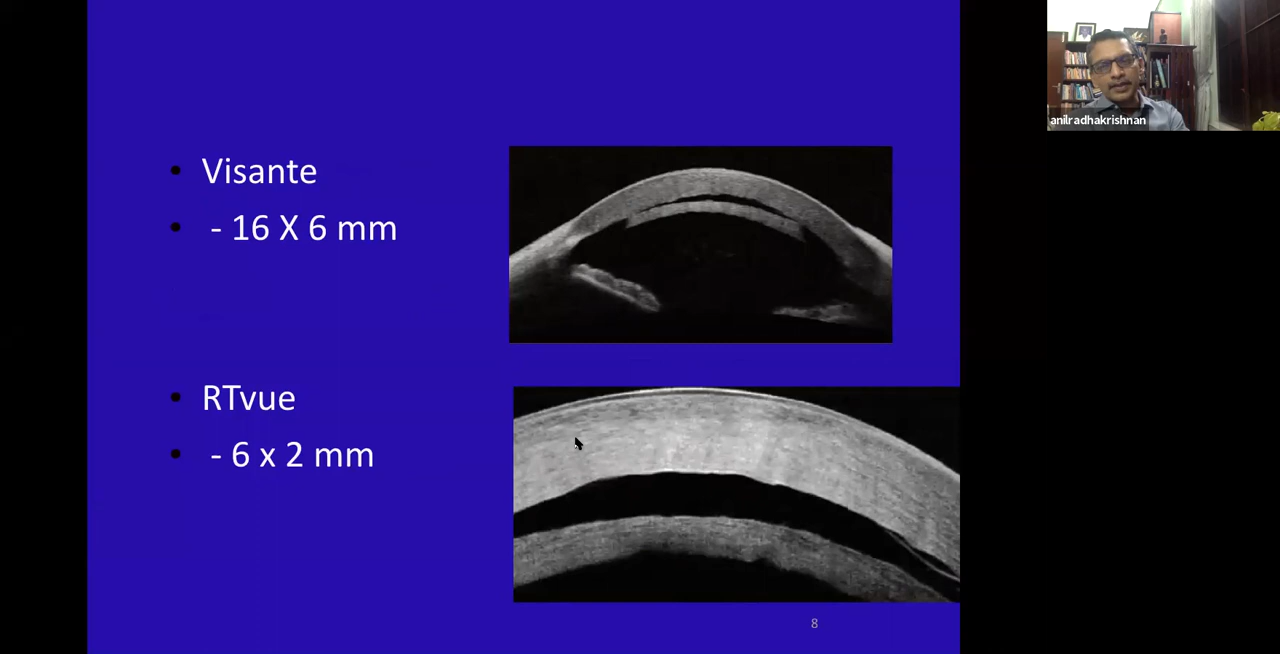 Visante
- 16 X 6 mm
RTvue
- 6 x 2 mm
8
anilradhakrishnan